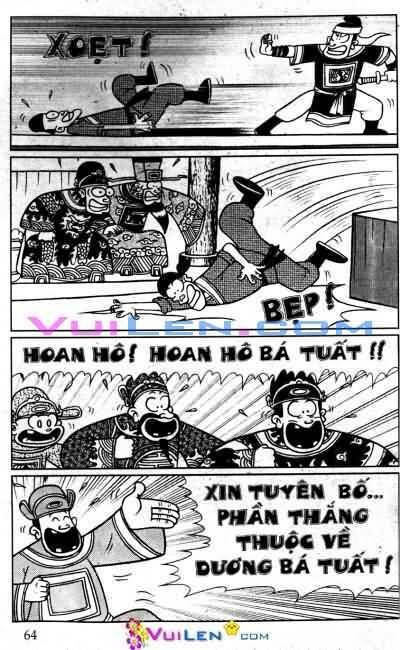 XOẸT!
BẸP!
VuiLen.com
HOAN HÔ! HOAN HÔ BÁ TUẤT!!
XIN TUYÊN BỐ...
PHẦN THẮNG
THUỘC VỀ
DƯƠNG BÁ TUẤT!
64
VuiLen.com